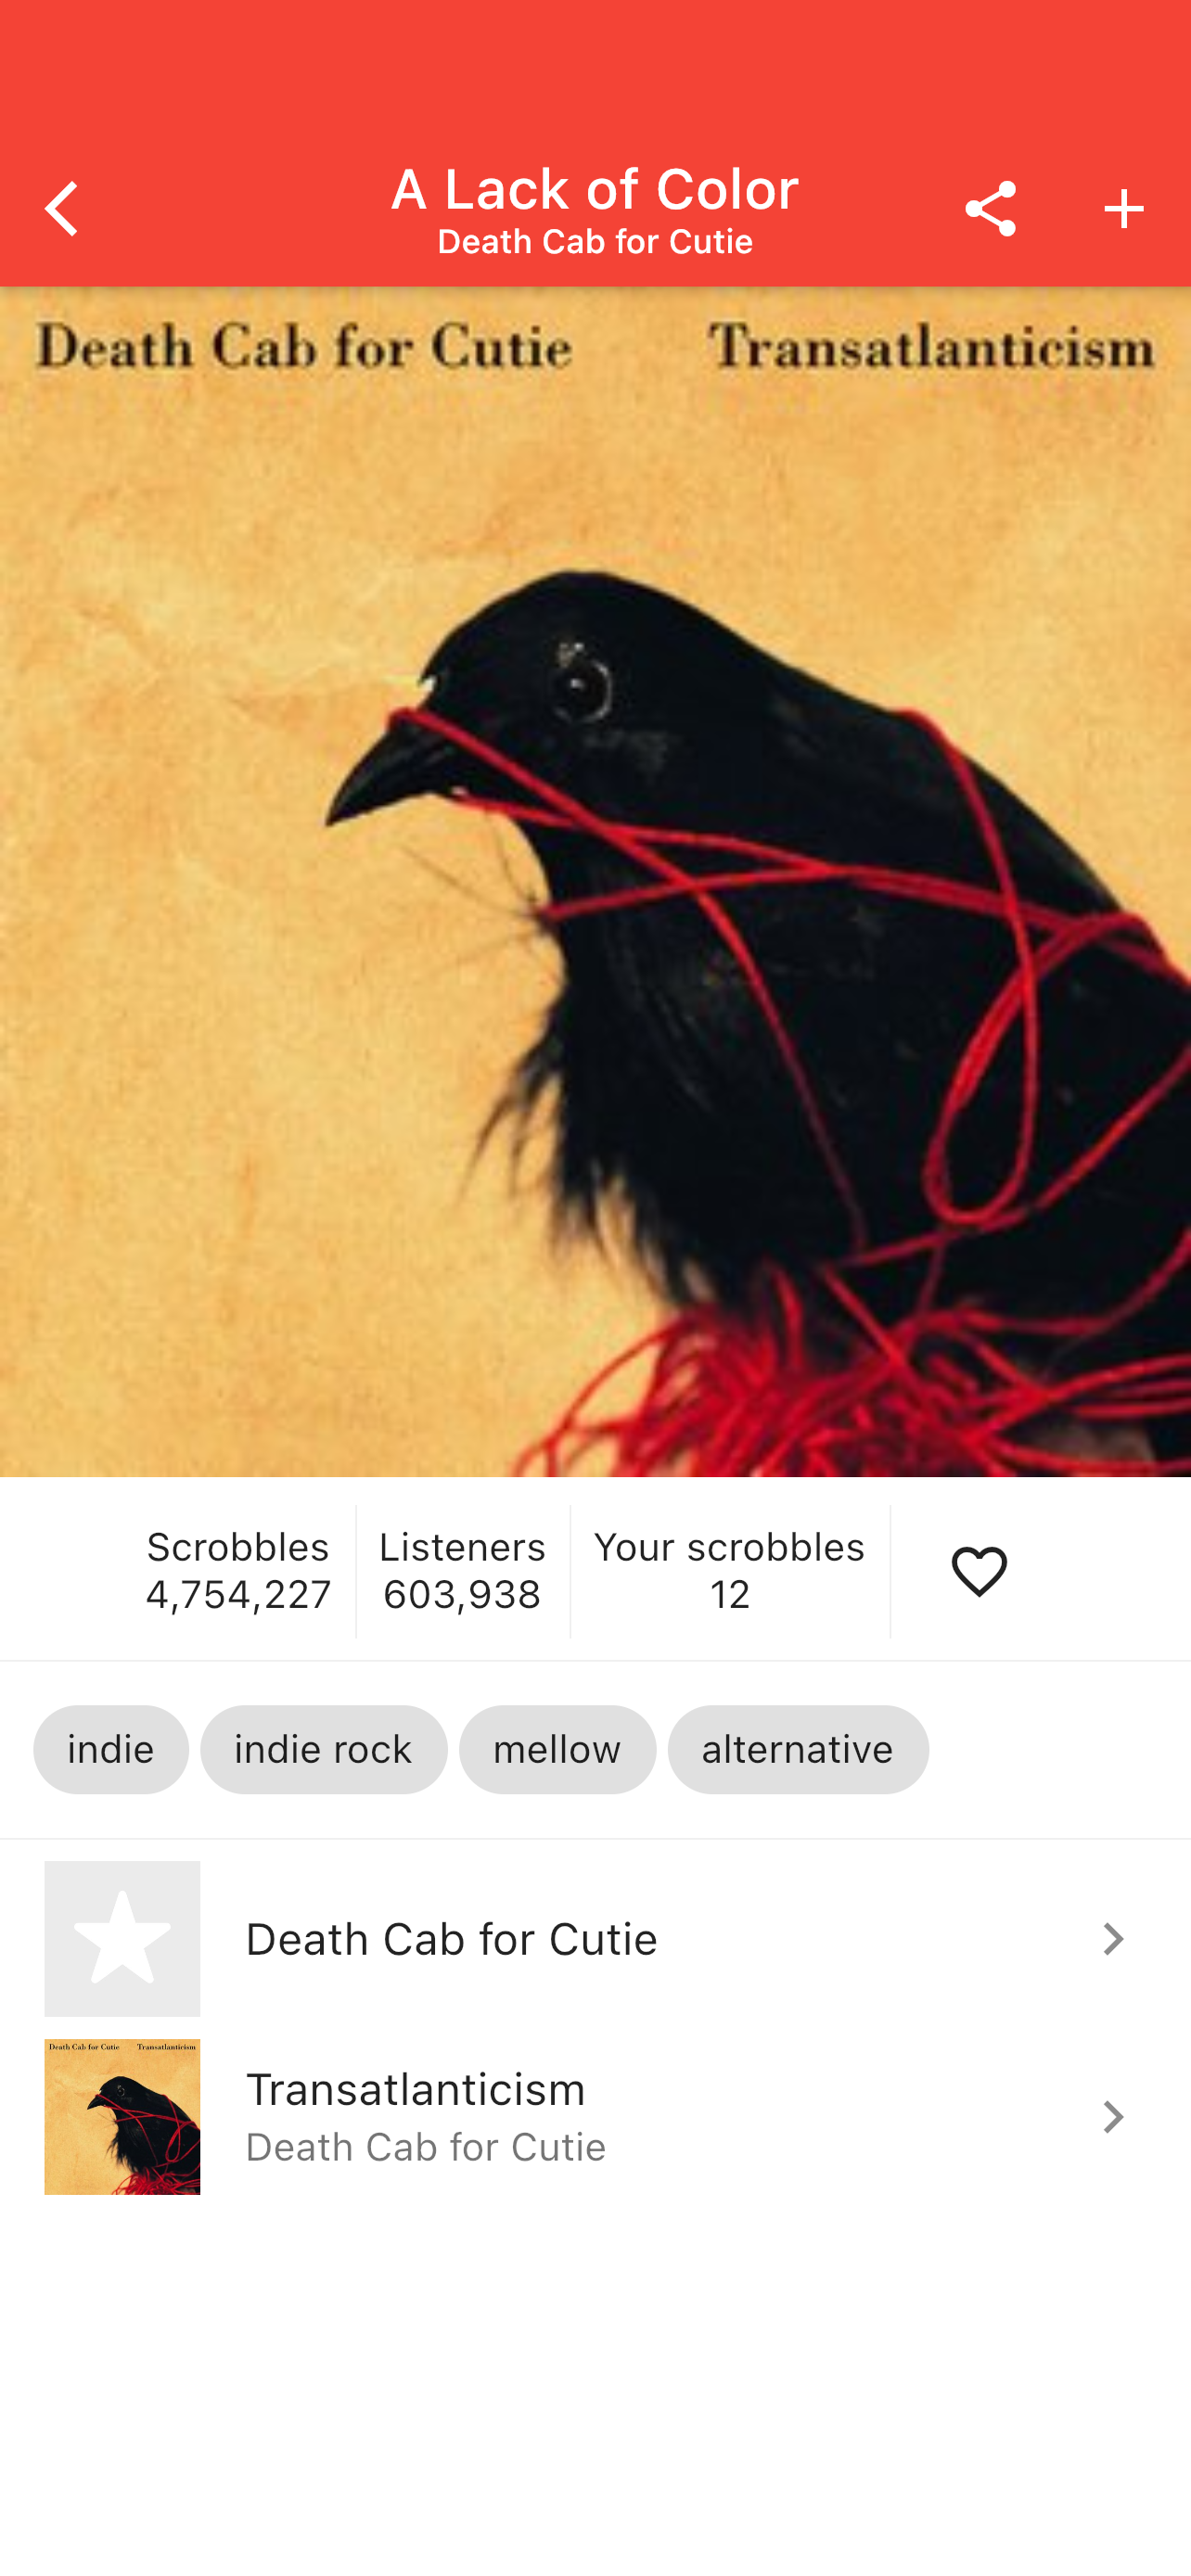 A Lack of Color
Death Cab for Cutie
Death Cab for Cutie Transatlanticism
Scrobbles Listeners Your scrobbles
4,754,227 603,938 12
indie indie rock mellow alternative
Death Cab for Cutie
Death Cab for Cutie Transatlanticism
Transatlanticism
Death Cab for Cutie